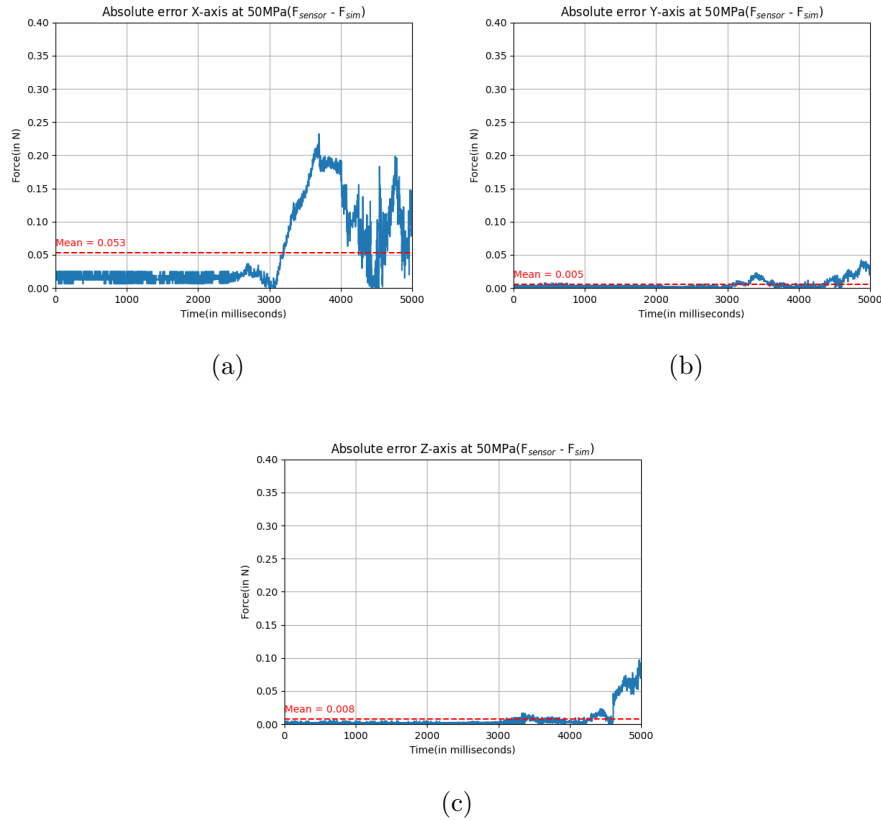 Absolute error X-axis at 50MPa(F_sensor - F_sim)
0.40
0.35
0.30
0.25
0.20
0.15
0.10
0.05
0.00
Force(in N)
Mean = 0.053
0 1000 2000 3000 4000 5000
Time(in milliseconds)
(a)
Absolute error Y-axis at 50MPa(F_sensor - F_sim)
0.40
0.35
0.30
0.25
0.20
0.15
0.10
0.05
0.00
Force(in N)
Mean = 0.005
0 1000 2000 3000 4000 5000
Time(in milliseconds)
(b)
Absolute error Z-axis at 50MPa(F_sensor - F_sim)
0.40
0.35
0.30
0.25
0.20
0.15
0.10
0.05
0.00
Force(in N)
Mean = 0.008
0 1000 2000 3000 4000 5000
Time(in milliseconds)
(c)